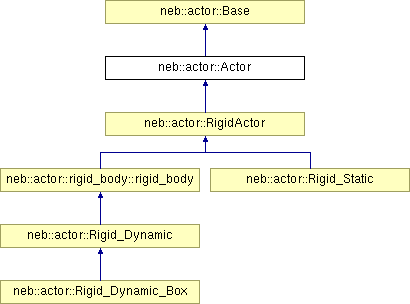 neb::actor::Base
neb::actor::Actor
neb::actor::RigidActor
neb::actor::rigid_body::rigid_body
neb::actor::Rigid_Static
neb::actor::Rigid_Dynamic
neb::actor::Rigid_Dynamic_Box